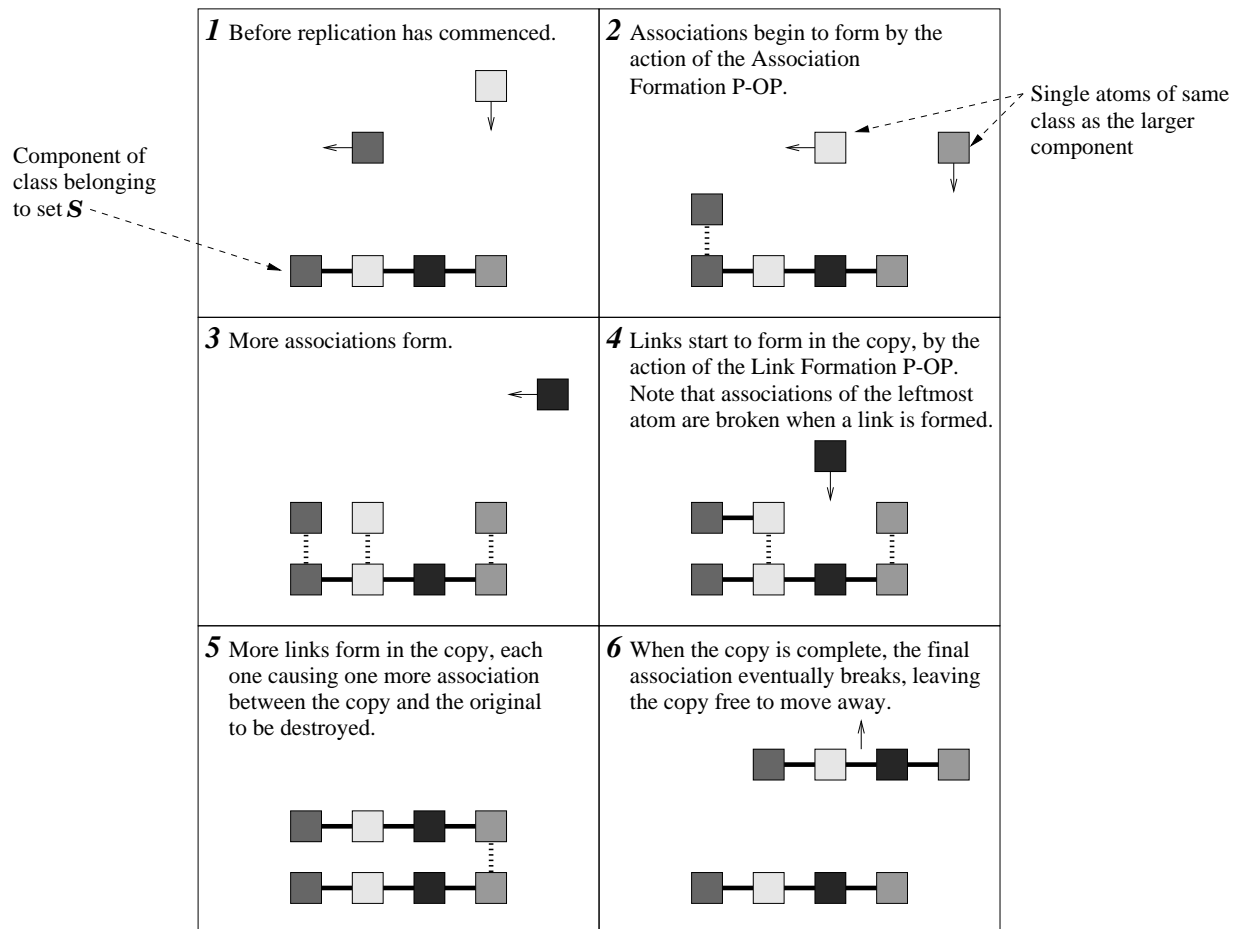 1 Before replication has commenced.
2 Associations begin to form by the
action of the Association
Formation P-OP.
Single atoms of same
class as the larger
component
Component of
class belonging
to set S
3 More associations form.
4 Links start to form in the copy, by the
action of the Link Formation P-OP.
Note that associations of the leftmost
atom are broken when a link is formed.
5 More links form in the copy, each
one causing one more association
between the copy and the original
to be destroyed.
6 When the copy is complete, the final
association eventually breaks, leaving
the copy free to move away.